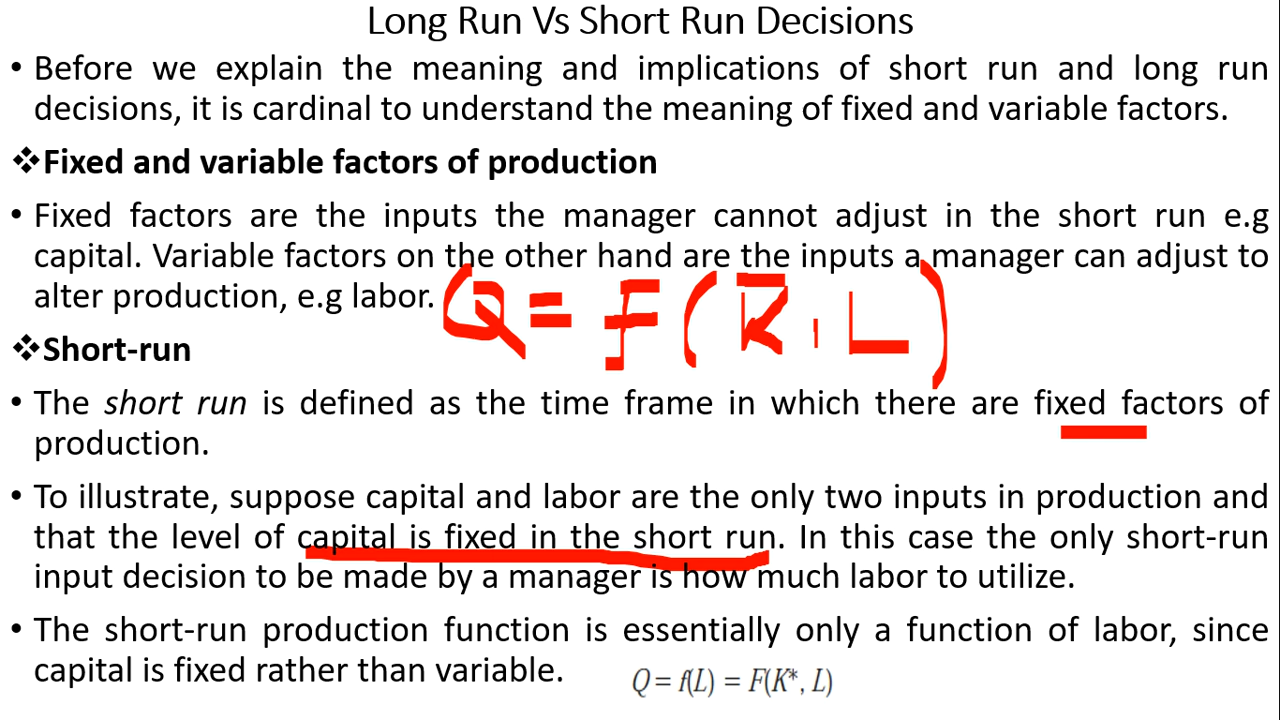 Long Run Vs Short Run Decisions
• Before we explain the meaning and implications of short run and long run
decisions, it is cardinal to understand the meaning of fixed and variable factors.
❖Fixed and variable factors of production
• Fixed factors are the inputs the manager cannot adjust in the short run e.g
capital. Variable factors on the other hand are the inputs a manager can adjust to
alter production, e.g labor.
Q = F(K̅, L)
❖Short-run
• The short run is defined as the time frame in which there are fixed factors of
production.
• To illustrate, suppose capital and labor are the only two inputs in production and
that the level of capital is fixed in the short run. In this case the only short-run
input decision to be made by a manager is how much labor to utilize.
• The short-run production function is essentially only a function of labor, since
capital is fixed rather than variable.
Q = f(L) = F(K*, L)